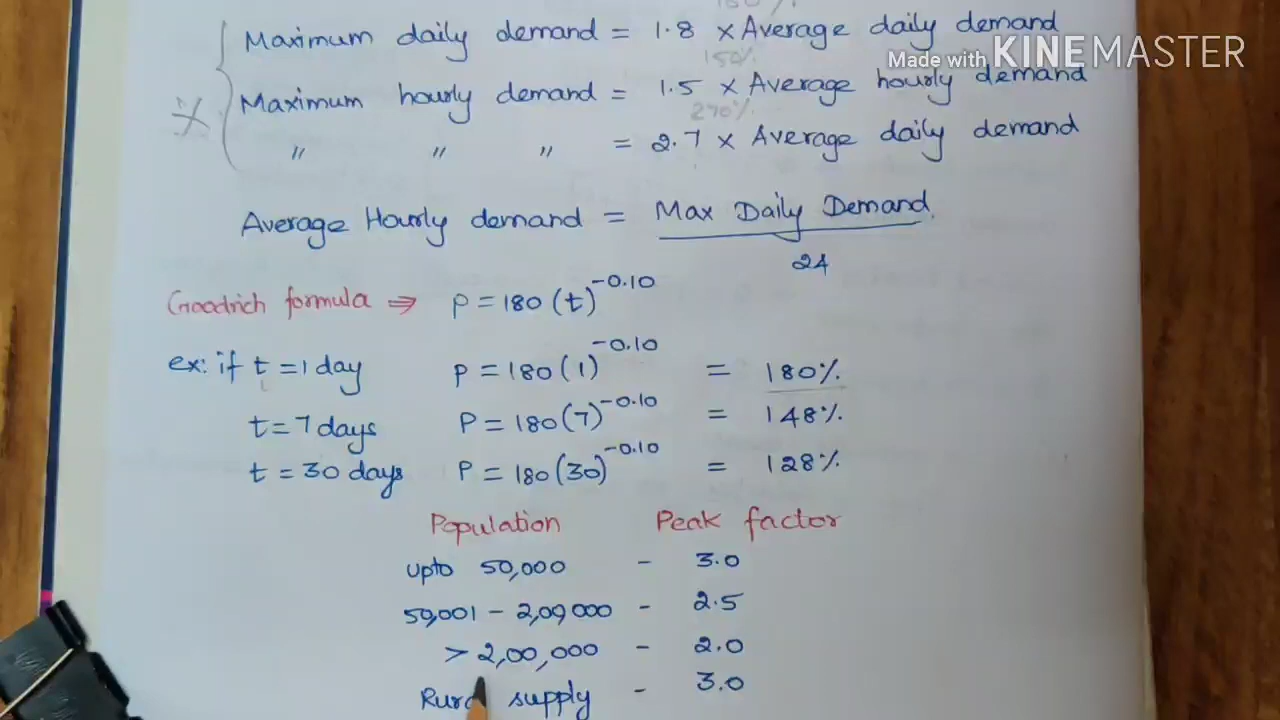 180%
Maximum daily demand = 1.8 × Average daily demand
Made with KINEMASTER
150%
Maximum hourly demand = 1.5 × Average hourly demand
270%
" " " = 2.7 × Average daily demand
Average Hourly demand = Max Daily Demand
24
Goodrich formula ⇒ P = 180 (t)^-0.10
ex: if t = 1 day P = 180 (1)^-0.10 = 180%
t = 7 days P = 180 (7)^-0.10 = 148%
t = 30 days P = 180 (30)^-0.10 = 128%
Population Peak factor
upto 50,000 - 3.0
50,001 - 2,00,000 - 2.5
> 2,00,000 - 2.0
supply - 3.0